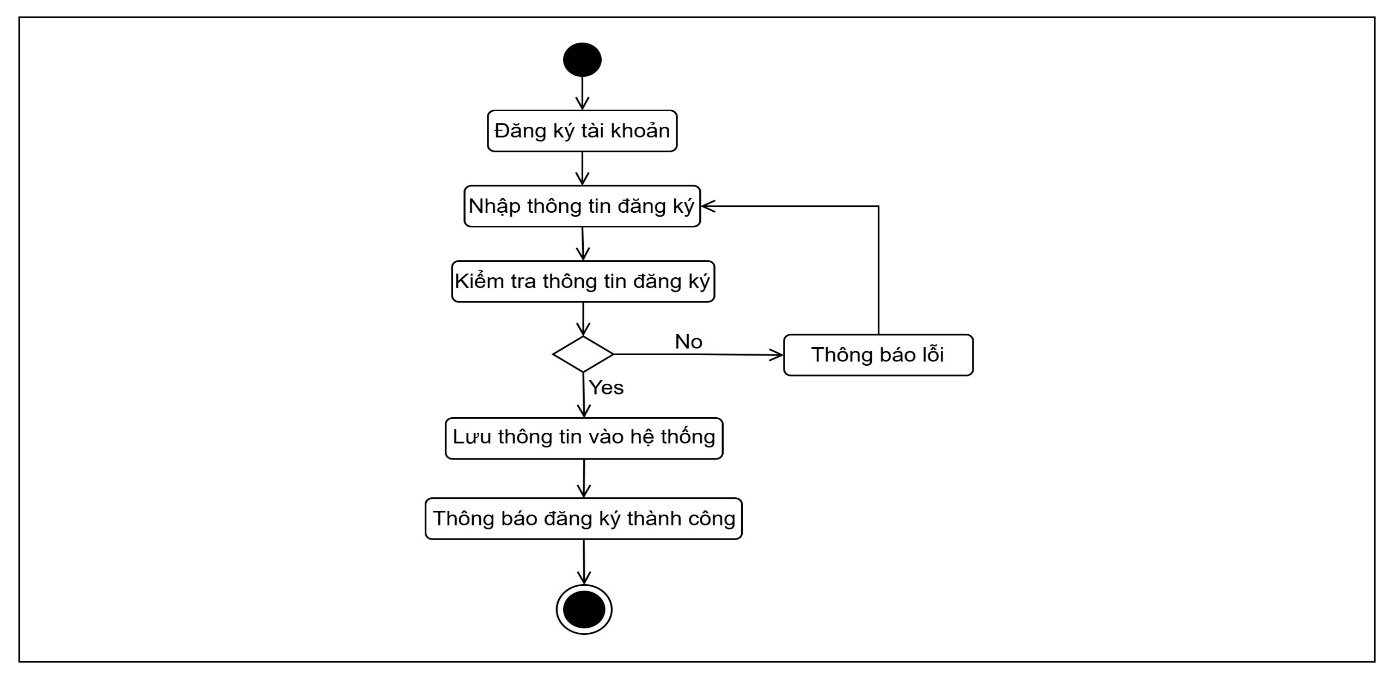 Đăng ký tài khoản
Nhập thông tin đăng ký
Kiểm tra thông tin đăng ký
No
Thông báo lỗi
Yes
Lưu thông tin vào hệ thống
Thông báo đăng ký thành công